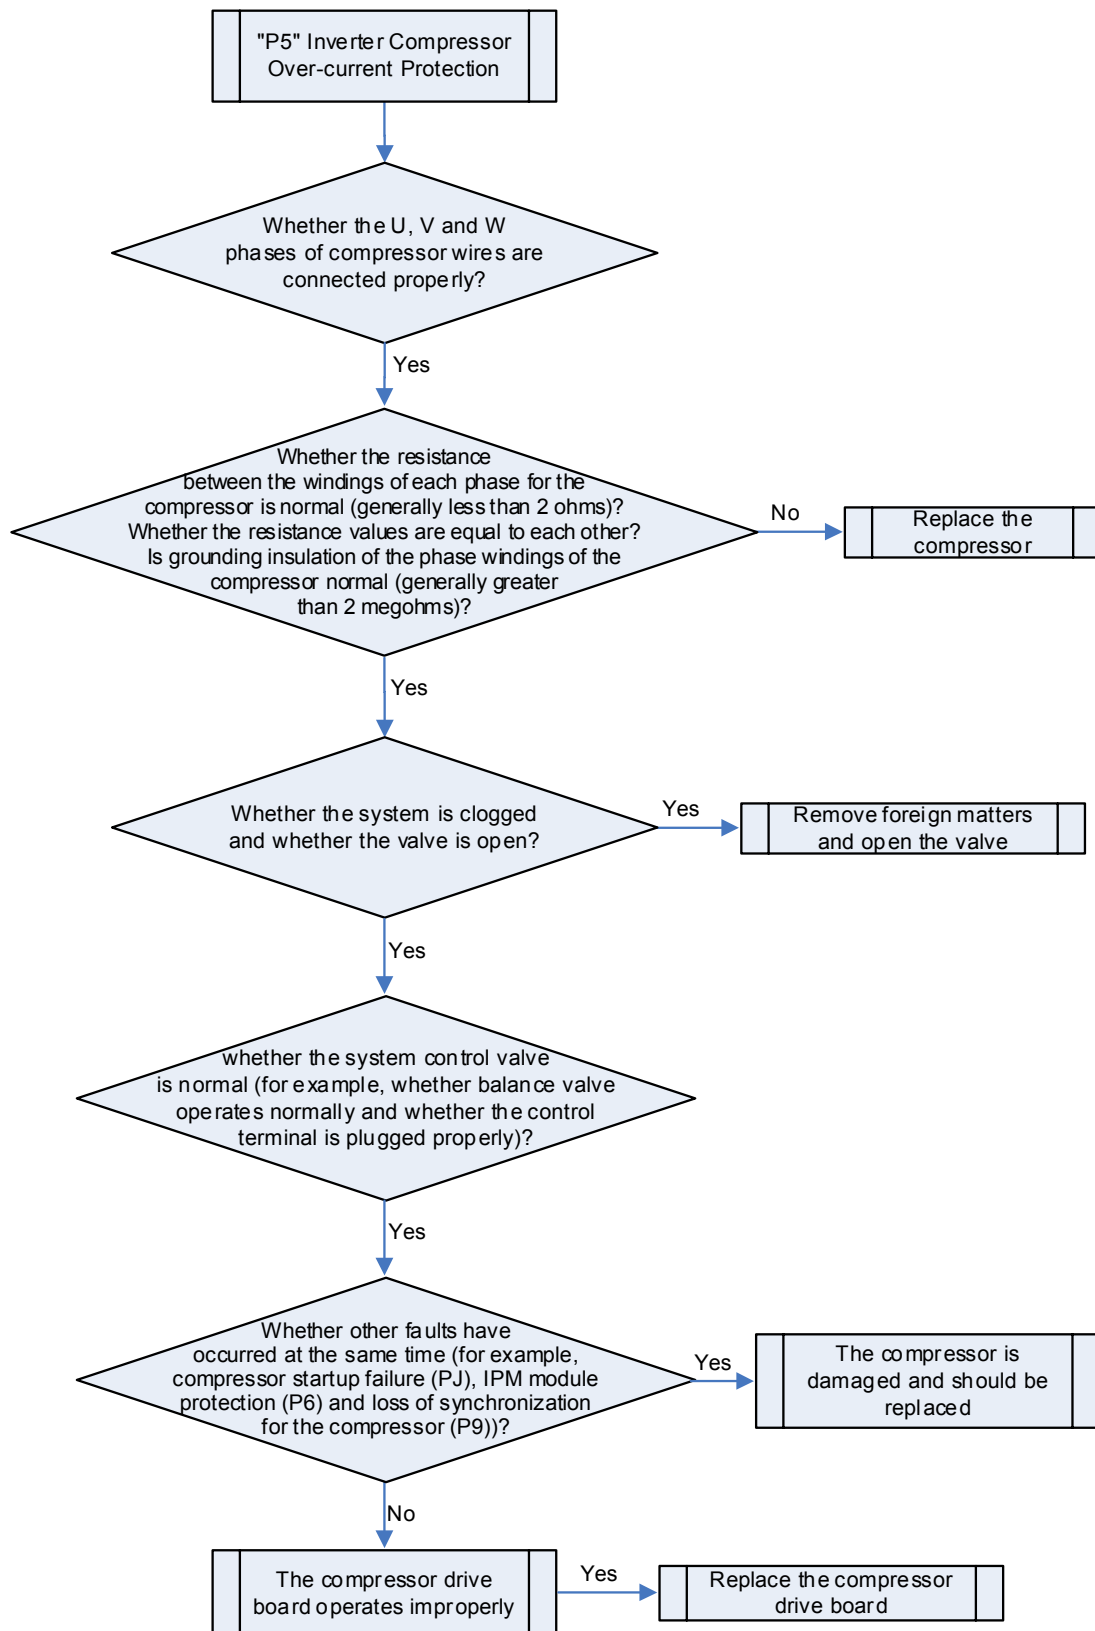 "P5" Inverter Compressor
Over-current Protection
Whether the U, V and W
phases of compressor wires are
connected properly?
Yes
Whether the resistance
between the windings of each phase for the
compressor is normal (generally less than 2 ohms)?
Whether the resistance values are equal to each other?
Is grounding insulation of the phase windings of the
compressor normal (generally greater
than 2 megohms)?
No
Replace the
compressor
Yes
Whether the system is clogged
and whether the valve is open?
Yes
Remove foreign matters
and open the valve
Yes
whether the system control valve
is normal (for example, whether balance valve
operates normally and whether the control
terminal is plugged properly)?
Yes
Whether other faults have
occurred at the same time (for example,
compressor startup failure (PJ), IPM module
protection (P6) and loss of synchronization
for the compressor (P9))?
Yes
The compressor is
damaged and should be
replaced
No
The compressor drive
board operates improperly
Yes
Replace the compressor
drive board